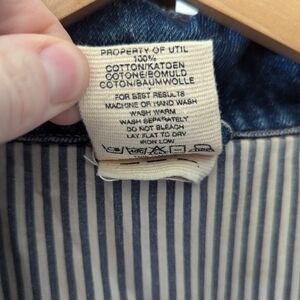 PROPERTY OF UTIL
100%
COTTON/KATOEN
COTONE/BOMULD
COTON/BAUMWOLLE
FOR BEST RESULTS
MACHINE OR HAND WASH
WASH WARM
WASH SEPARATELY
DO NOT BLEACH
LAY FLAT TO DRY
IRON LOW